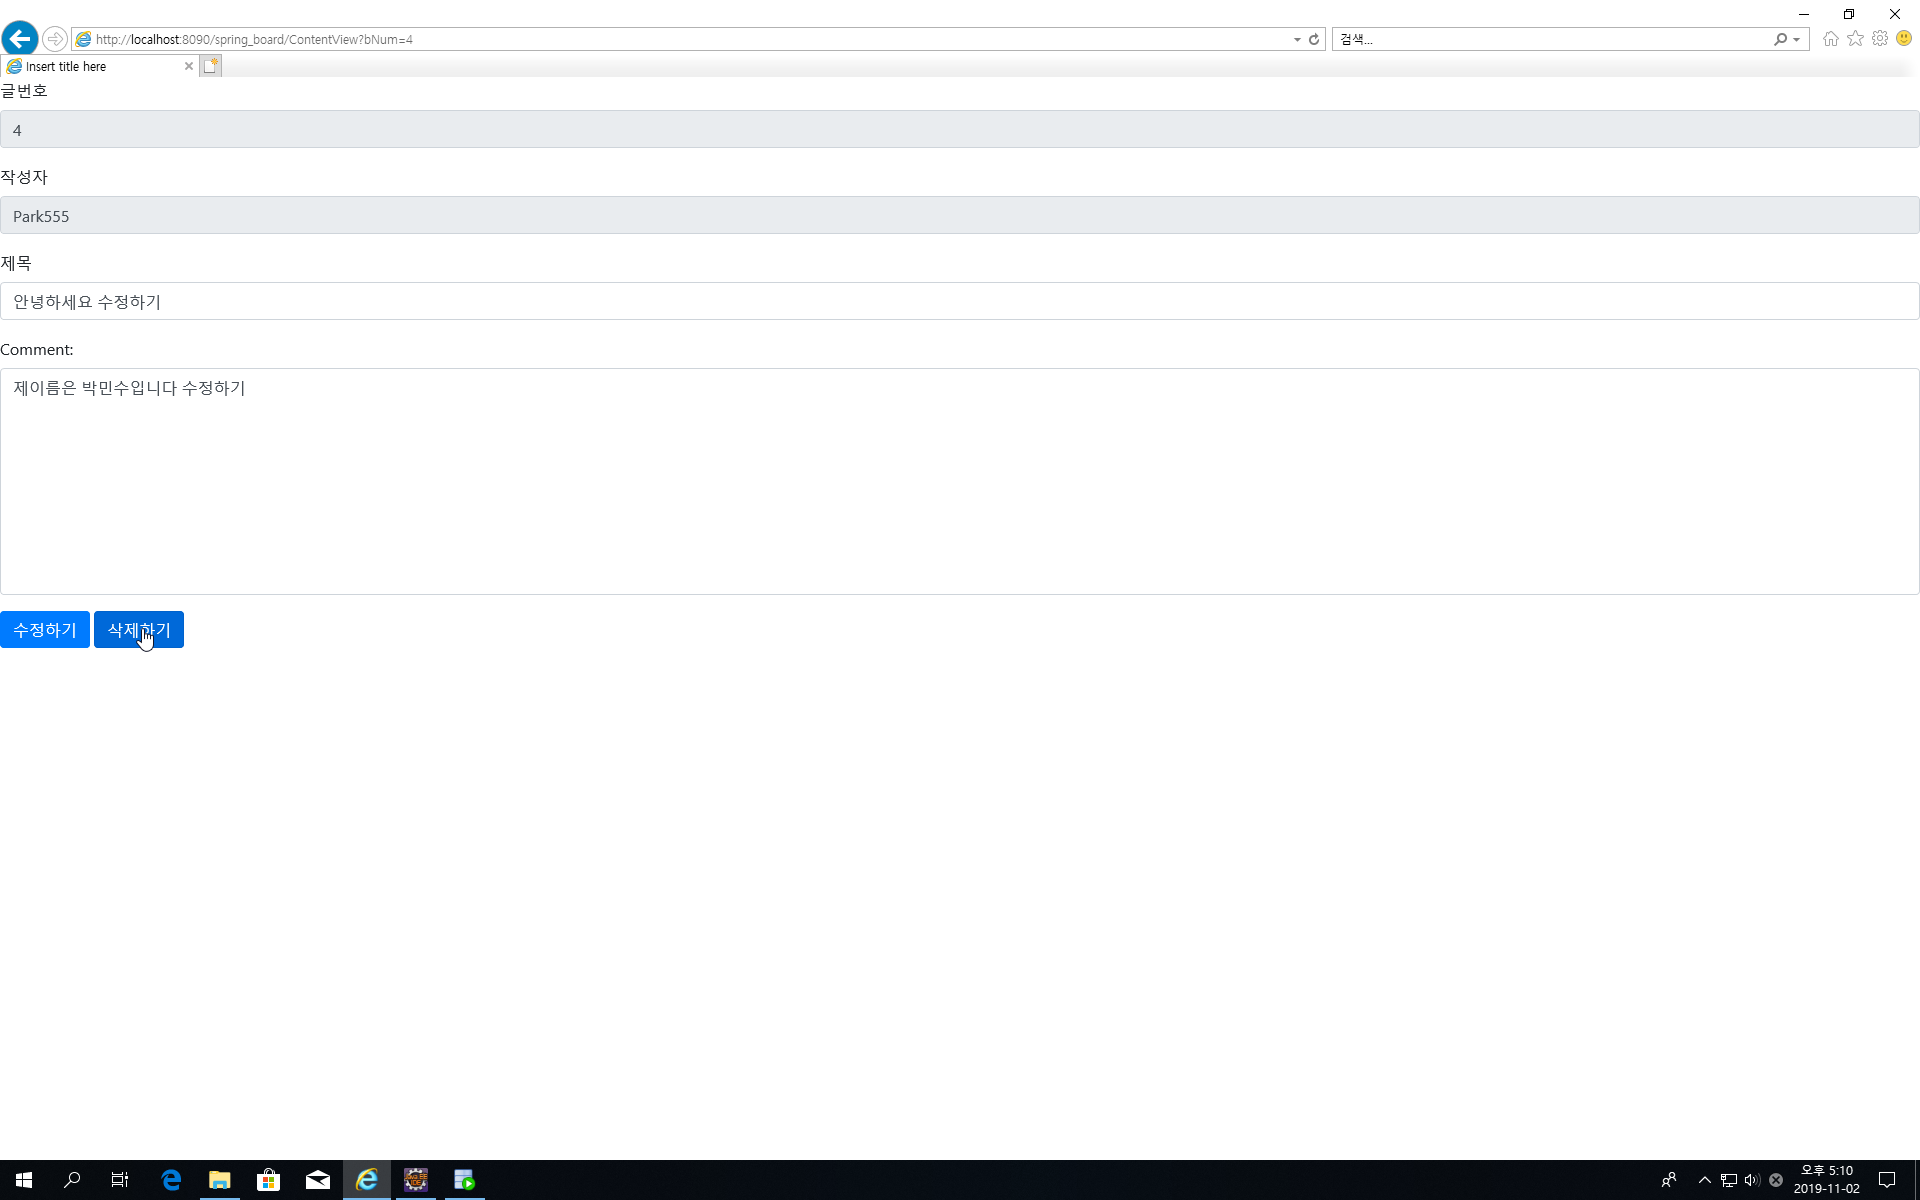 http://localhost:8090/spring_board/ContentView?bNum=4
검색...
Insert title here
글번호
4
작성자
Park555
제목
안녕하세요 수정하기
Comment:
제이름은 박민수입니다 수정하기
수정하기 삭제하기
오후 5:10
2019-11-02